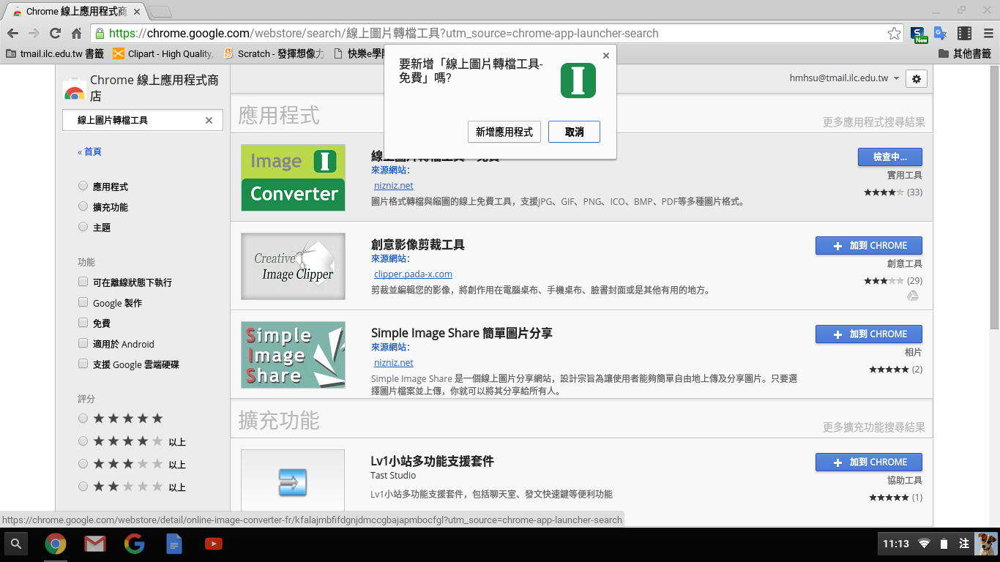 Chrome 線上應用程式商
https://chrome.google.com/webstore/search/線上圖片轉檔工具?utm_source=chrome-app-launcher-search
New
tmail.ilc.edu.tw 書籤
Clipart - High Quality,
Scratch - 發揮想像力
快樂e學
其他書籤
要新增「線上圖片轉檔工具-
免費」嗎?
新增應用程式
取消
Chrome 線上應用程式商
店
hmhsu@tmail.ilc.edu.tw
線上圖片轉檔工具
« 首頁
應用程式
擴充功能
主題
功能
可在離線狀態下執行
Google 製作
免費
適用於 Android
支援 Google 雲端硬碟
評分
以上
以上
以上
應用程式
更多應用程式搜尋結果
Image I
Converter
線上圖片轉檔工具 - 免費
來源網站:
nizniz.net
圖片格式轉檔與縮圖的線上免費工具，支援JPG、GIF、PNG、ICO、BMP、PDF等多種圖片格式。
檢查中...
實用工具
(33)
Creative
Image Clipper
創意影像剪裁工具
來源網站:
clipper.pada-x.com
剪裁並編輯您的影像，將創作用在電腦桌布、手機桌布、臉書封面或是其他有用的地方。
加到 CHROME
創意工具
(29)
Simple
Image
Share
Simple Image Share 簡單圖片分享
來源網站:
nizniz.net
Simple Image Share 是一個線上圖片分享網站，設計宗旨為讓使用者能夠簡單自由地上傳及分享圖片。只要選
擇圖片檔案並上傳，你就可以將其分享給所有人。
加到 CHROME
相片
(2)
擴充功能
更多擴充功能搜尋結果
Lv1小站多功能支援套件
Tast Studio
Lv1小站多功能支援套件，包括聊天室、發文快速鍵等便利功能
加到 CHROME
協助工具
(1)
https://chrome.google.com/webstore/detail/online-image-converter-fr/kfalajmbfifdgnjdmccgbajapmbocfgl?utm_source=chrome-app-launcher-search
11:13
注